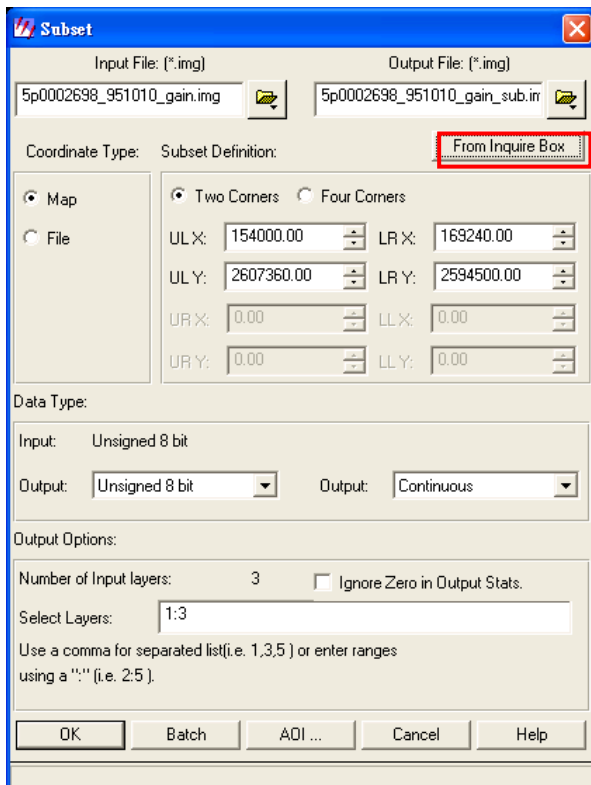 Subset
Input File: (*.img) Output File: (*.img)
5p0002698_951010_gain.img 5p0002698_951010_gain_sub.im
Coordinate Type: Subset Definition: From Inquire Box
Map Two Corners Four Corners
File UL X: 154000.00 LR X: 169240.00
UL Y: 2607360.00 LR Y: 2594500.00
UR X: 0.00 LL X: 0.00
UR Y: 0.00 LL Y: 0.00
Data Type:
Input: Unsigned 8 bit
Output: Unsigned 8 bit Output: Continuous
Output Options:
Number of Input layers: 3 Ignore Zero in Output Stats.
Select Layers: 1:3
Use a comma for separated list(i.e. 1,3,5 ) or enter ranges
using a ":" (i.e. 2:5 ).
OK Batch AOI ... Cancel Help